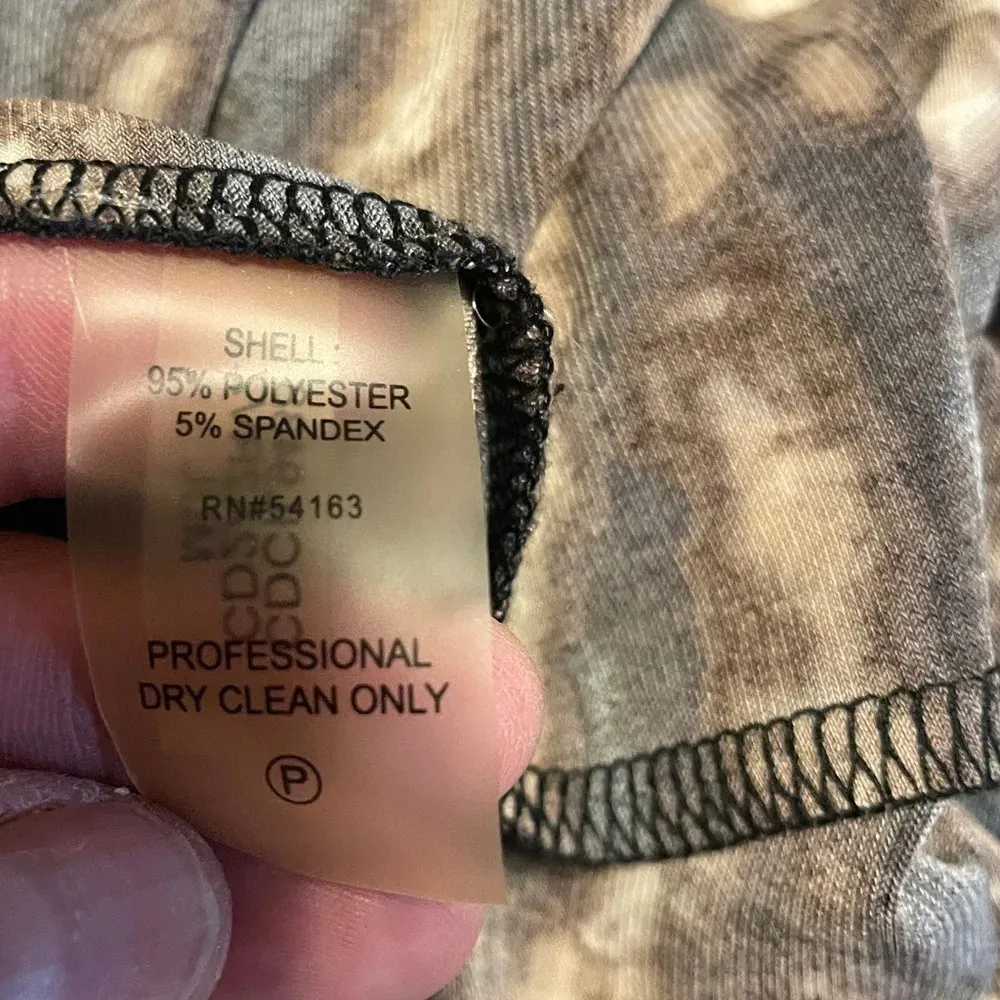 SHELL :
95% POLYESTER
5% SPANDEX
RN#54163
PROFESSIONAL
DRY CLEAN ONLY
P